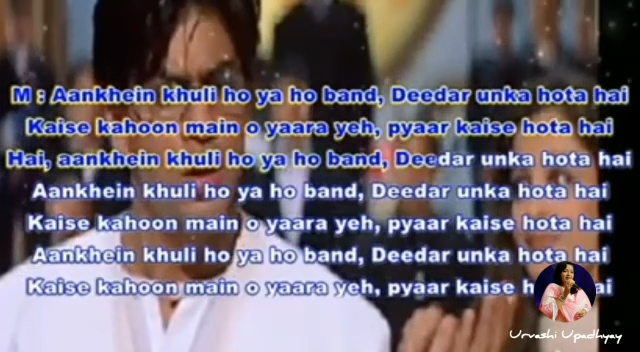 M : Aankhein khuli ho ya ho band, Deedar unka hota hai
Kaise kahoon main o yaara yeh, pyaar kaise hota hai
Hai, aankhein khuli ho ya ho band, Deedar unka hota hai
Aankhein khuli ho ya ho band, Deedar unka hota hai
Kaise kahoon main o yaara yeh, pyaar kaise hota hai
Aankhein khuli ho ya ho band, Deedar unka hota hai
Kaise kahoon main o yaara yeh, pyaar kaise
Urvashi Upadhyay